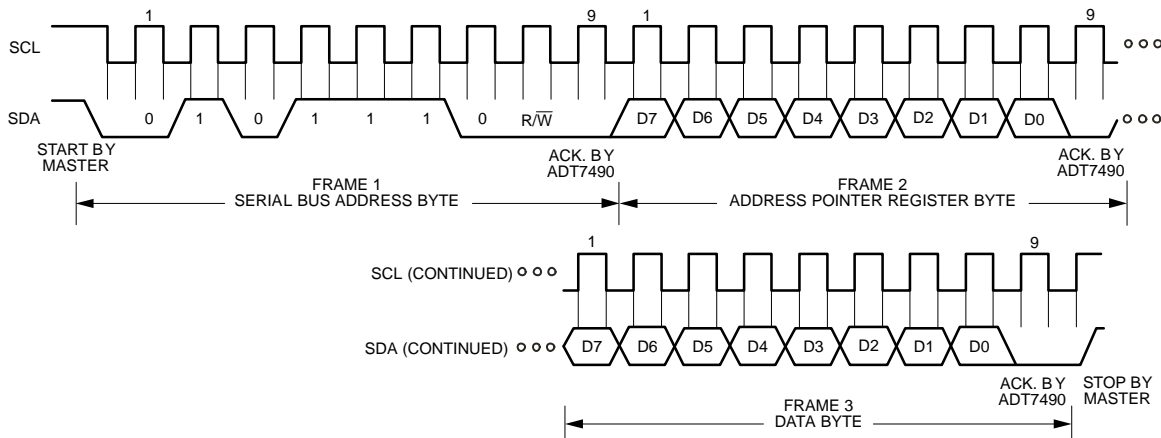 1 9 1 9
SCL
SDA
0 1 0 1 1 1 0 R/W̅ D7 D6 D5 D4 D3 D2 D1 D0
START BY
MASTER
ACK. BY
ADT7490
ACK. BY
ADT7490
FRAME 1
SERIAL BUS ADDRESS BYTE
FRAME 2
ADDRESS POINTER REGISTER BYTE
1 9
SCL (CONTINUED)
SDA (CONTINUED)
D7 D6 D5 D4 D3 D2 D1 D0
ACK. BY
ADT7490
STOP BY
MASTER
FRAME 3
DATA BYTE